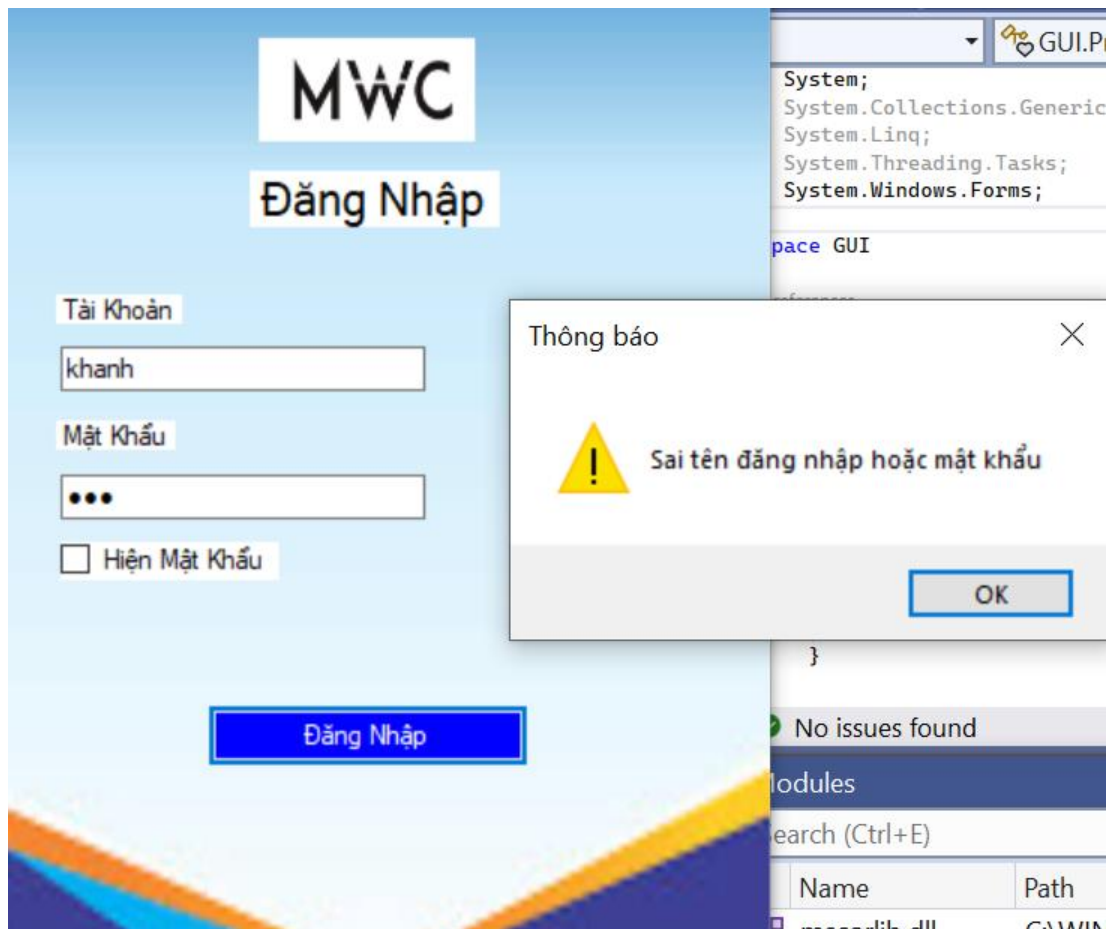 MWC
Đăng Nhập
Tài Khoản
khanh
Mật Khẩu
Hiện Mật Khẩu
Đăng Nhập
GUI.Pr
System;
System.Collections.Generic
System.Linq;
System.Threading.Tasks;
System.Windows.Forms;
pace GUI
Thông báo
Sai tên đăng nhập hoặc mật khẩu
OK
}
No issues found
odules
earch (Ctrl+E)
Name Path